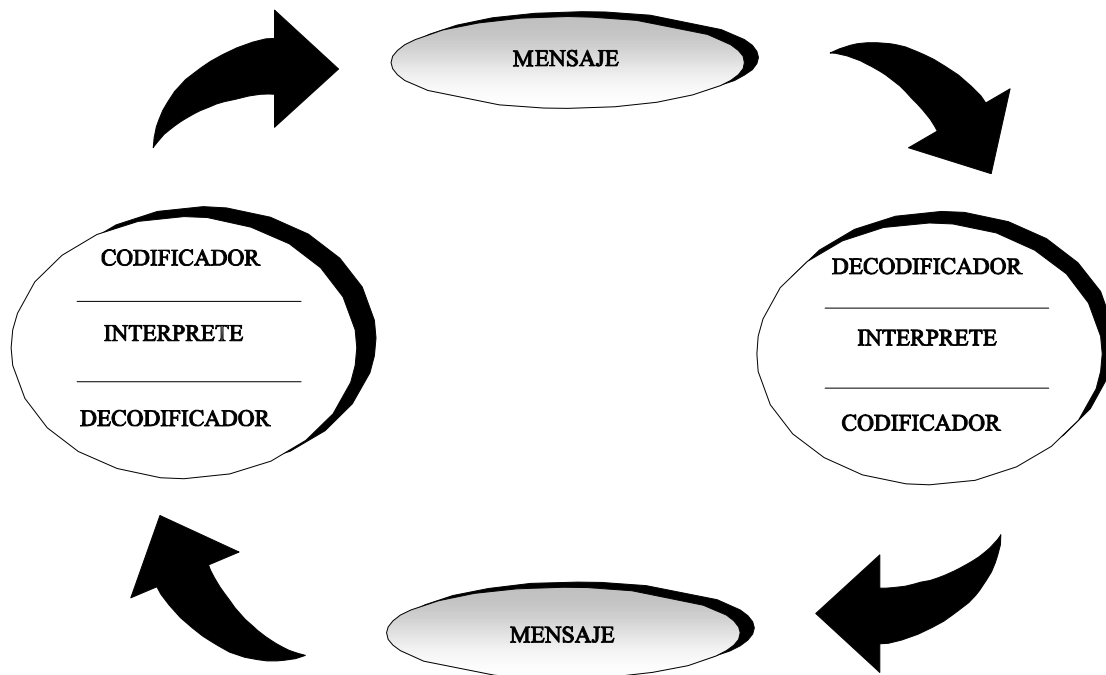 MENSAJE
CODIFICADOR
INTERPRETE
DECODIFICADOR
DECODIFICADOR
INTERPRETE
CODIFICADOR
MENSAJE